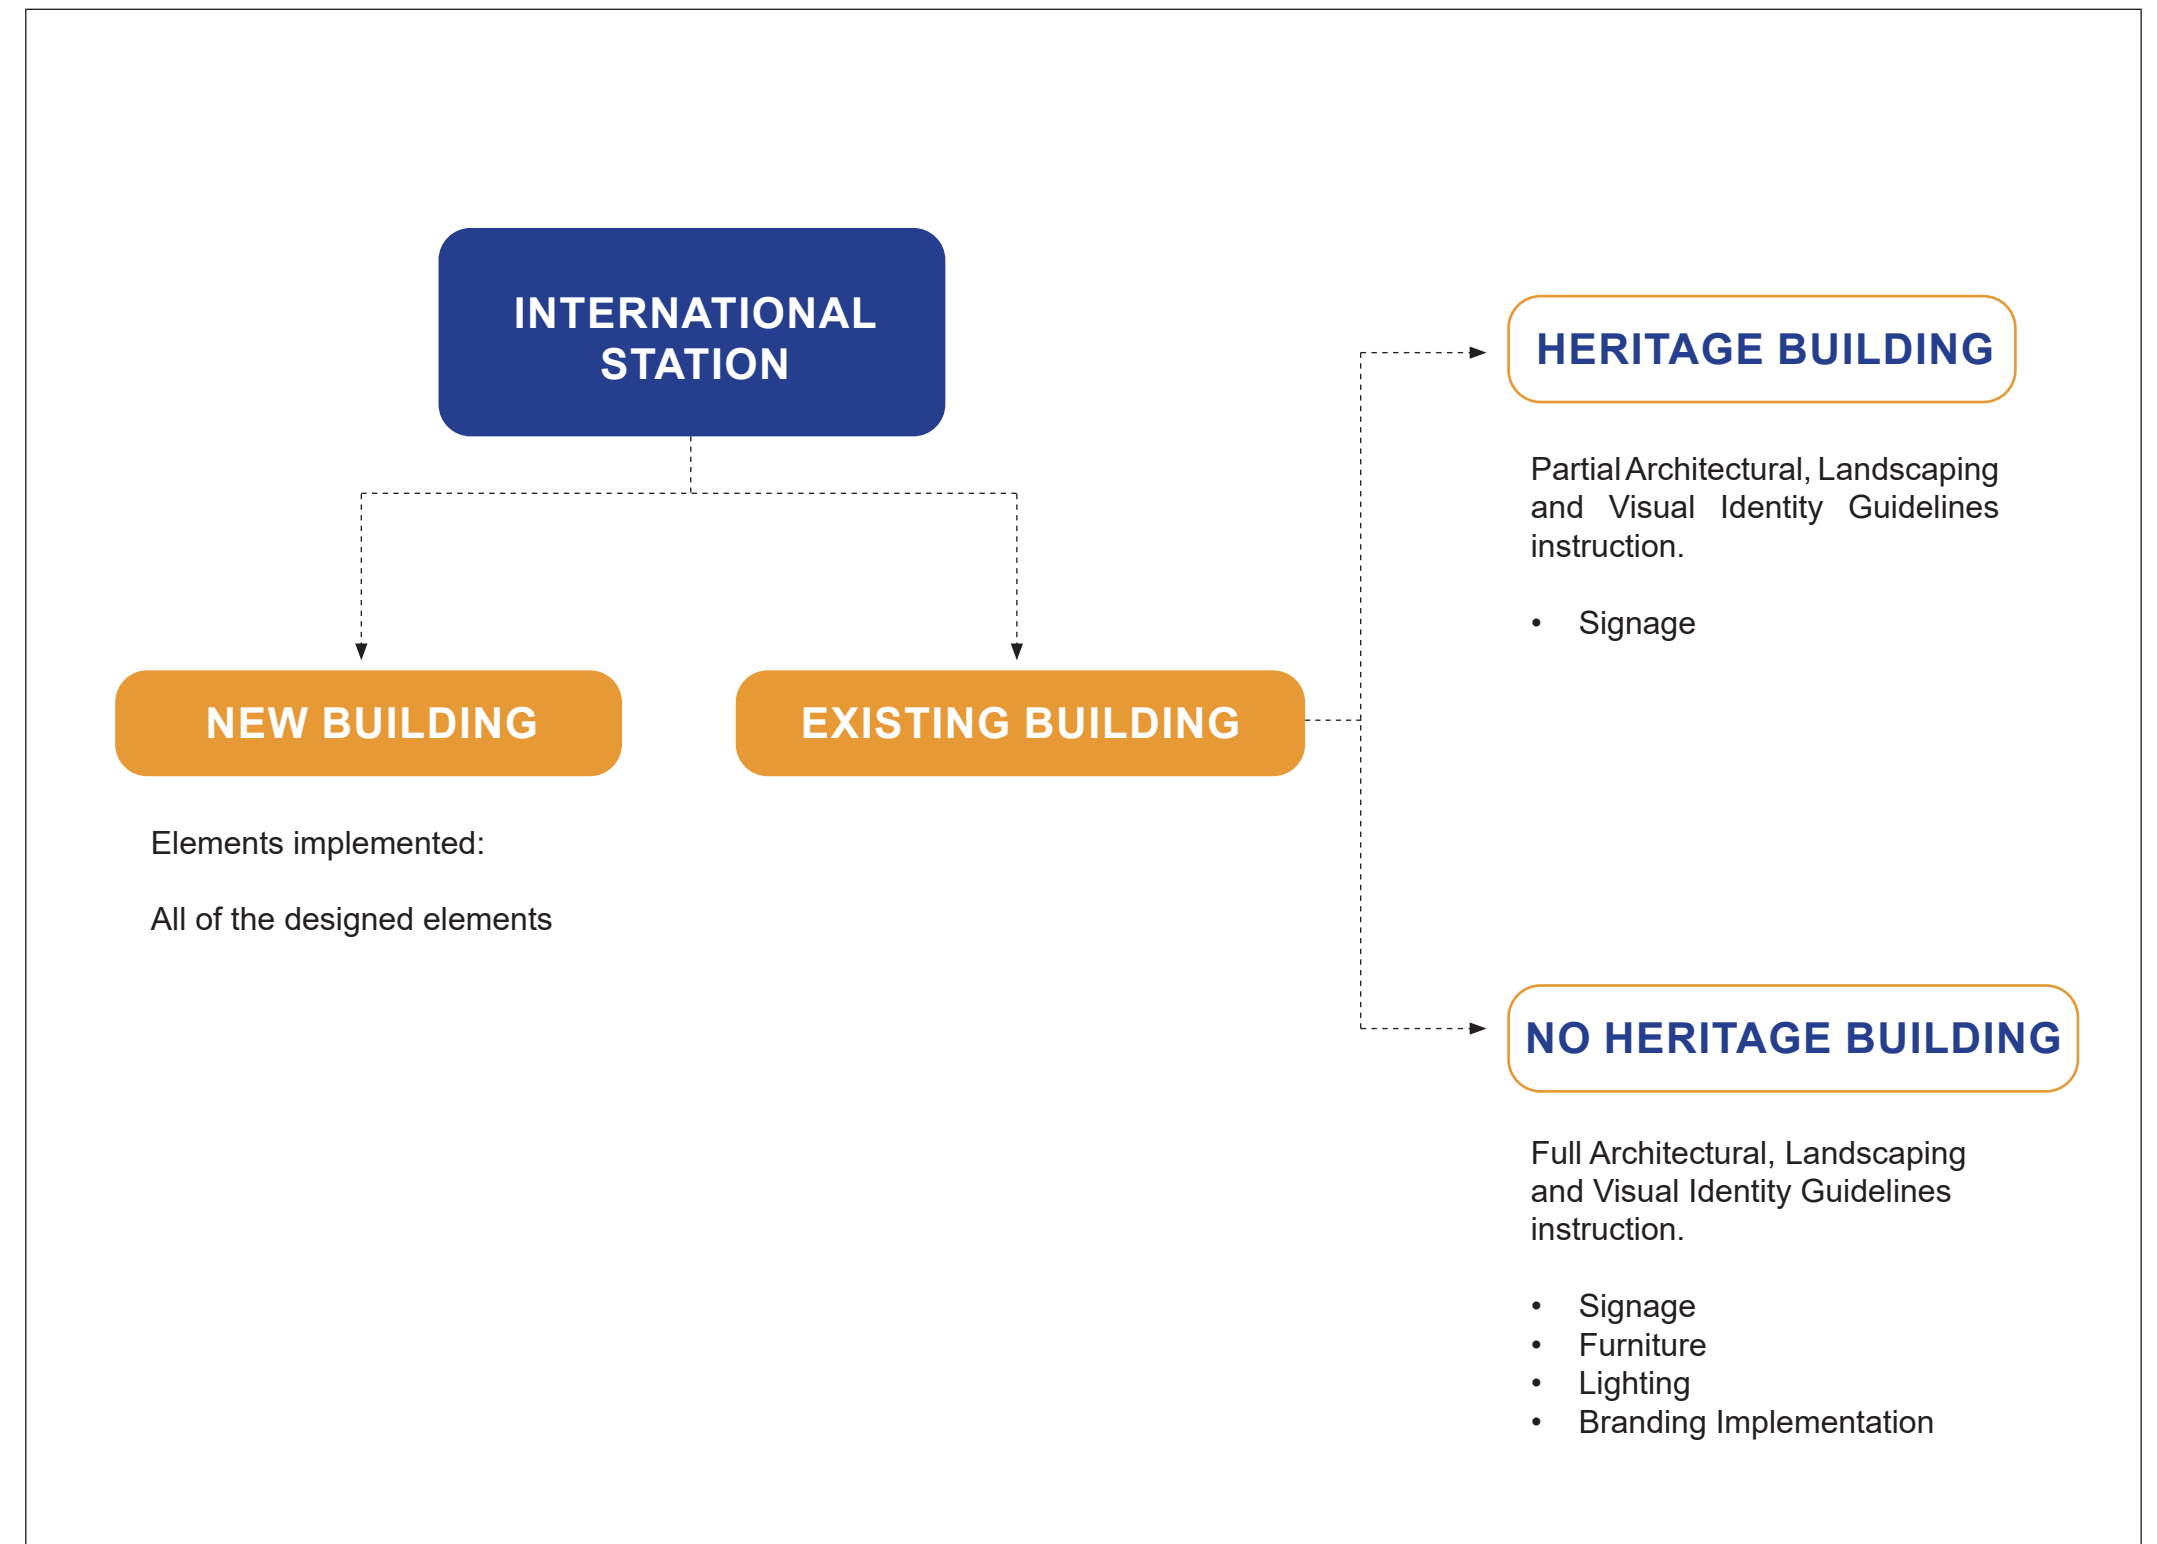 INTERNATIONAL
STATION
NEW BUILDING
Elements implemented:
All of the designed elements
EXISTING BUILDING
HERITAGE BUILDING
Partial Architectural, Landscaping
and Visual Identity Guidelines
instruction.
• Signage
NO HERITAGE BUILDING
Full Architectural, Landscaping
and Visual Identity Guidelines
instruction.
• Signage
• Furniture
• Lighting
• Branding Implementation